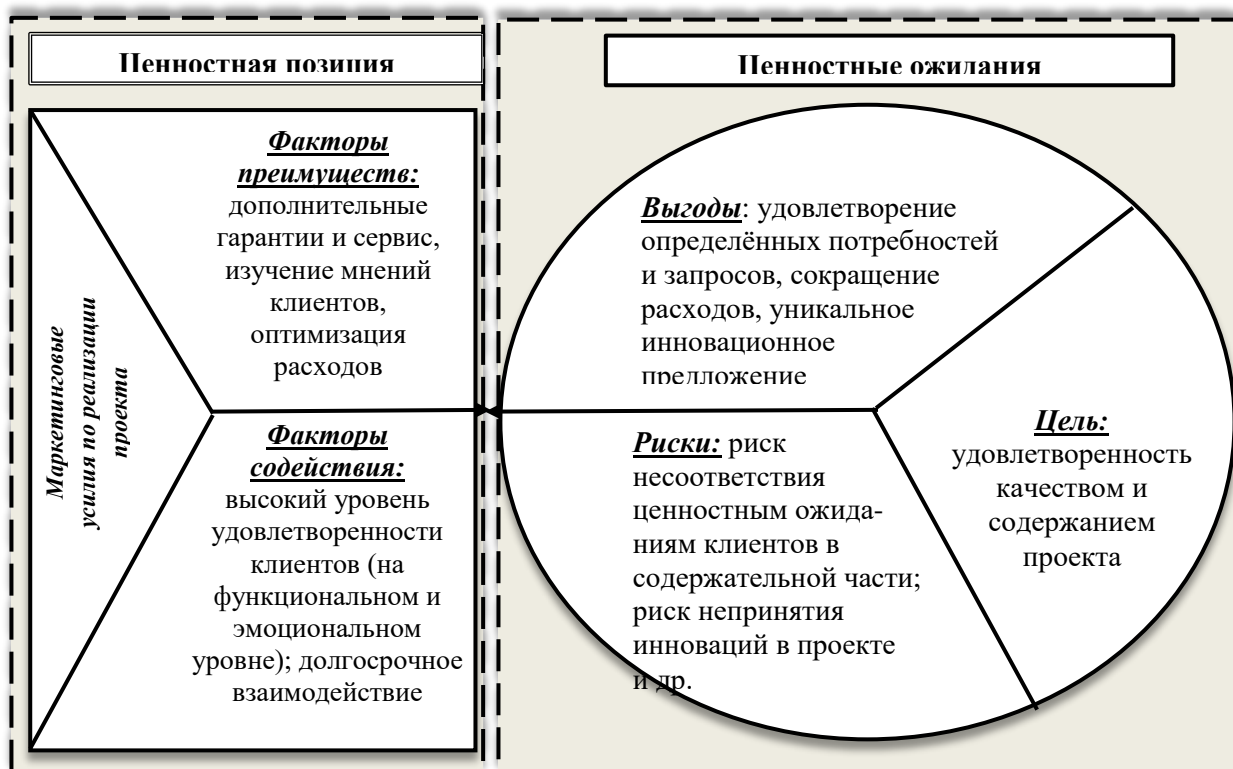 Ценностная позиция
Факторы
преимуществ:
дополнительные
гарантии и сервис,
изучение мнений
клиентов,
оптимизация
расходов
Маркетинговые
усилия по реализации
проекта
Факторы
содействия:
высокий уровень
удовлетворенности
клиентов (на
функциональном и
эмоциональном
уровне); долгосрочное
взаимодействие
Ценностные ожидания
Выгоды: удовлетворение
определённых потребностей
и запросов, сокращение
расходов, уникальное
инновационное
предложение
Риски: риск
несоответствия
ценностным ожида-
ниям клиентов в
содержательной части;
риск непринятия
инноваций в проекте
и др.
Цель:
удовлетворенность
качеством и
содержанием
проекта